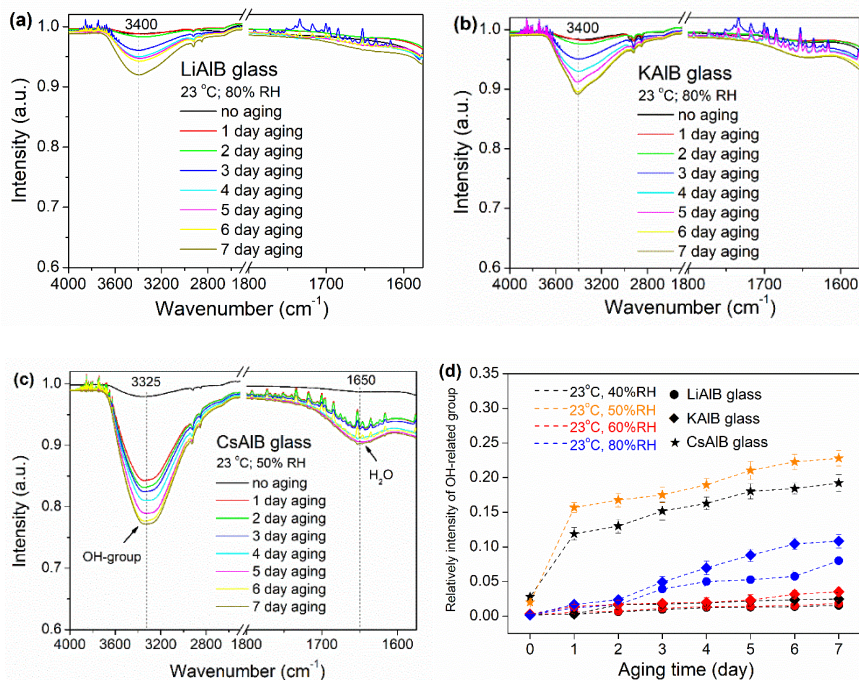 (a)
3400
LiAlB glass
23 °C; 80% RH
no aging
1 day aging
2 day aging
3 day aging
4 day aging
5 day aging
6 day aging
7 day aging
Intensity (a.u.)
1.0
0.9
0.8
0.7
0.6
4000 3600 3200 2800 1700 1600
Wavenumber (cm-1)
(b)
3400
KAlB glass
23 °C; 80% RH
no aging
1 day aging
2 day aging
3 day aging
4 day aging
5 day aging
6 day aging
7 day aging
Intensity (a.u.)
1.0
0.9
0.8
0.7
0.6
4000 3600 3200 2800 1700 1600
Wavenumber (cm-1)
(c)
3325
1650
CsAlB glass
23 °C; 50% RH
H2O
no aging
1 day aging
2 day aging
3 day aging
4 day aging
5 day aging
6 day aging
7 day aging
OH-group
Intensity (a.u.)
1.0
0.9
0.8
0.7
0.6
4000 3600 3200 2800 1700 1600
Wavenumber (cm-1)
(d)
23°C, 40%RH
23°C, 50%RH
23°C, 60%RH
23°C, 80%RH
LiAlB glass
KAlB glass
CsAlB glass
Relatively intensity of OH-related group
0.35
0.30
0.25
0.20
0.15
0.10
0.05
0.00
0 1 2 3 4 5 6 7
Aging time (day)